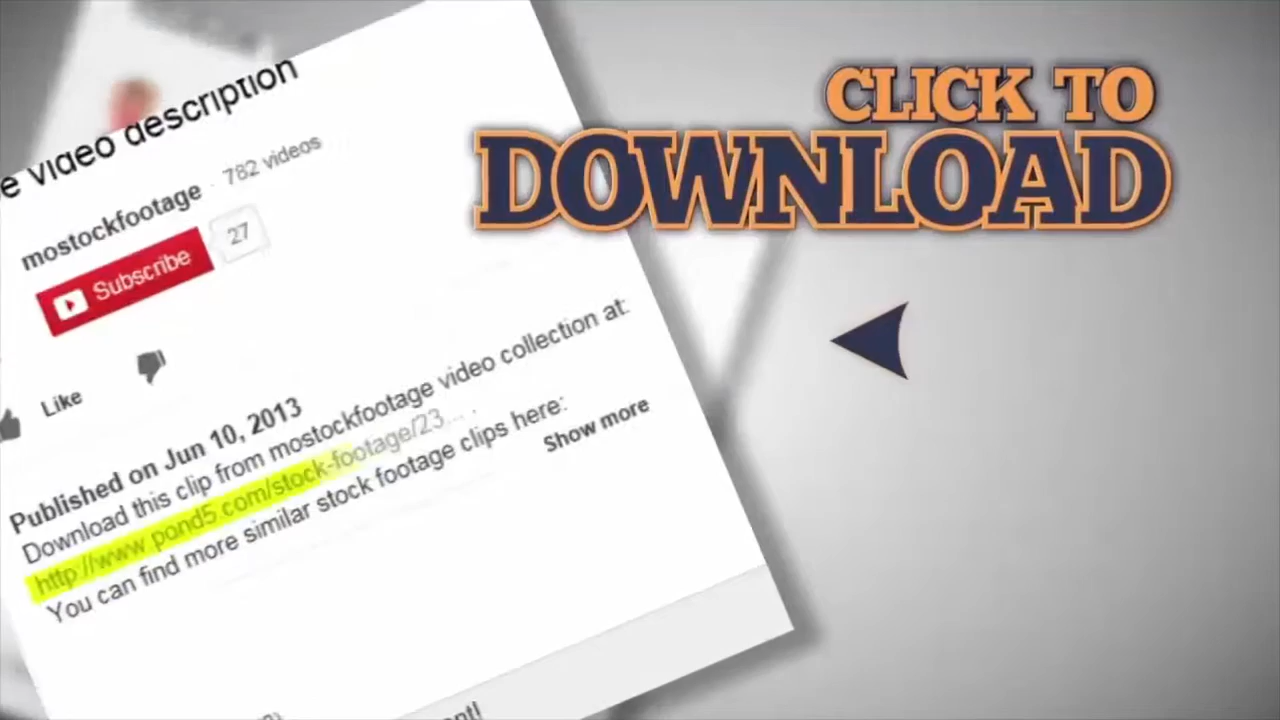 e video description
mostockfootage · 782 videos
Subscribe
27
Like
Published on Jun 10, 2013
Download this clip from mostockfootage video collection at:
http://www.pond5.com/stock-footage/23...
You can find more similar stock footage clips here:
Show more
CLICK TO
DOWNLOAD